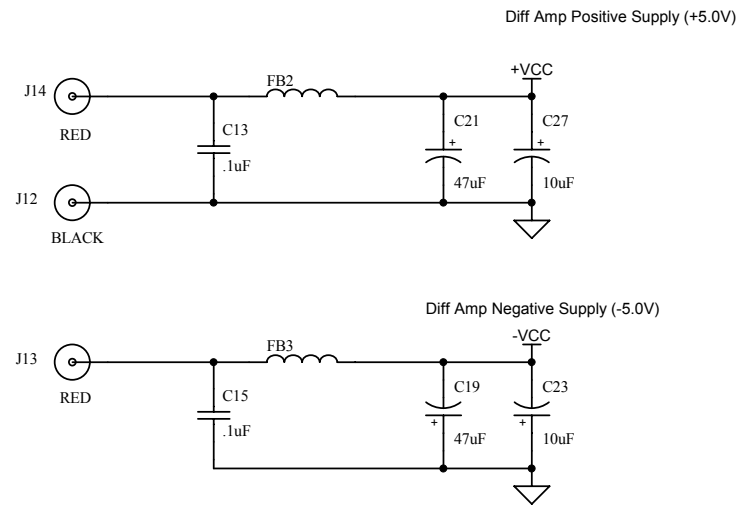 Diff Amp Positive Supply (+5.0V)
+VCC
J14
FB2
RED
C13
.1uF
C21
+
47uF
C27
+
10uF
J12
BLACK
Diff Amp Negative Supply (-5.0V)
-VCC
J13
FB3
RED
C15
.1uF
C19
+
47uF
C23
+
10uF